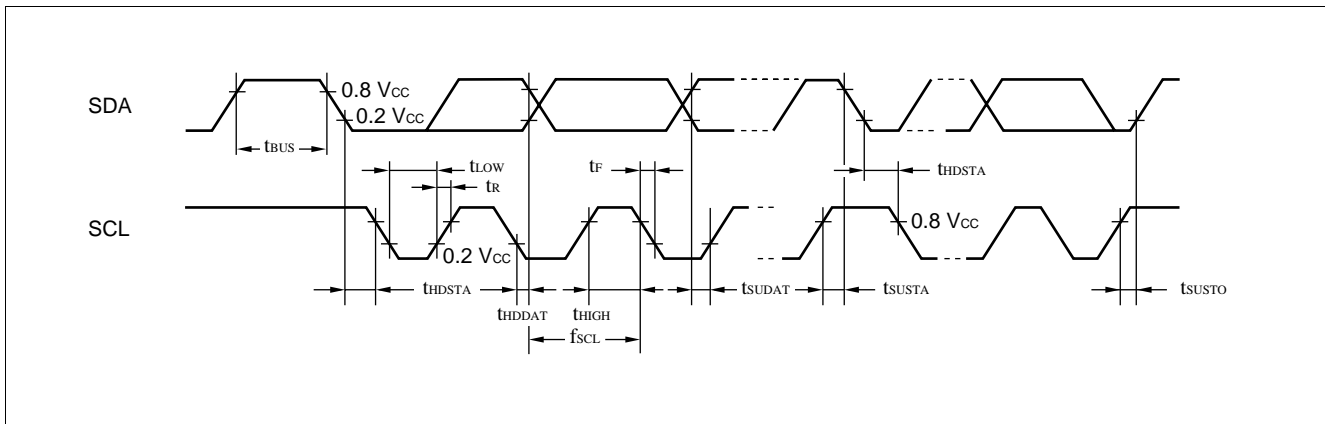 SDA
0.8 VCC
0.2 VCC
tBUS
tLOW
tR
tF
tHDSTA
SCL
0.2 VCC
0.8 VCC
tHDSTA
tHDDAT
tHIGH
fSCL
tSUDAT
tSUSTA
tSUSTO